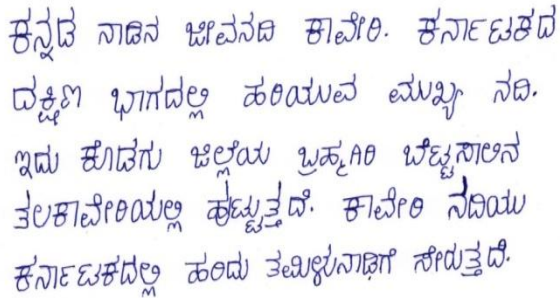 ಕನ್ನಡ ನಾಡಿನ ಜೀವನದಿ ಕಾವೇರಿ. ಕರ್ನಾಟಕದ
ದಕ್ಷಿಣ ಭಾಗದಲ್ಲಿ ಹರಿಯುವ ಮುಖ್ಯ ನದಿ.
ಇದು ಕೊಡಗು ಜಿಲ್ಲೆಯ ಬ್ರಹ್ಮಗಿರಿ ಬೆಟ್ಟಸಾಲಿನ
ತಲಕಾವೇರಿಯಲ್ಲಿ ಹುಟ್ಟುತ್ತದೆ. ಕಾವೇರಿ ನದಿಯು
ಕರ್ನಾಟಕದಲ್ಲಿ ಹರಿದು ತಮಿಳುನಾಡಿಗೆ ಸೇರುತ್ತದೆ.